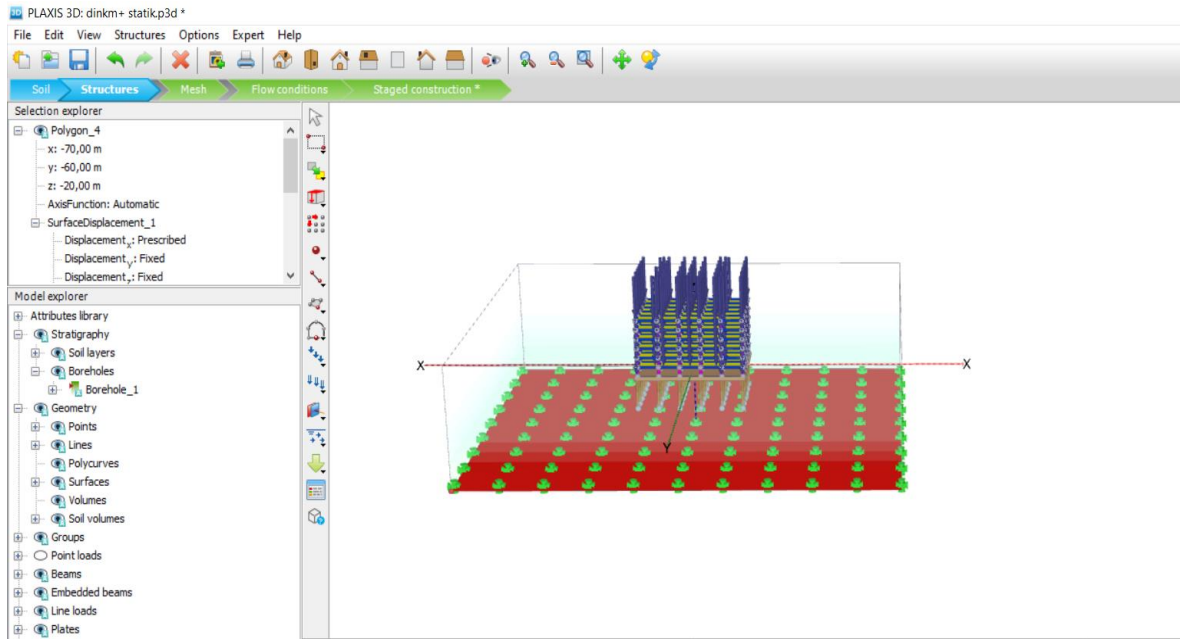 3D PLAXIS 3D: dinkm+ statik.p3d *
File Edit View Structures Options Expert Help
Soil Structures Mesh Flow conditions Staged construction *
Selection explorer
Polygon_4
x: -70,00 m
y: -60,00 m
z: -20,00 m
AxisFunction: Automatic
SurfaceDisplacement_1
Displacementx: Prescribed
Displacementy: Fixed
Displacementz: Fixed
Model explorer
Attributes library
Stratigraphy
Soil layers
Boreholes
Borehole_1
Geometry
Points
Lines
Polycurves
Surfaces
Volumes
Soil volumes
Groups
Point loads
Beams
Embedded beams
Line loads
Plates
X X
Y